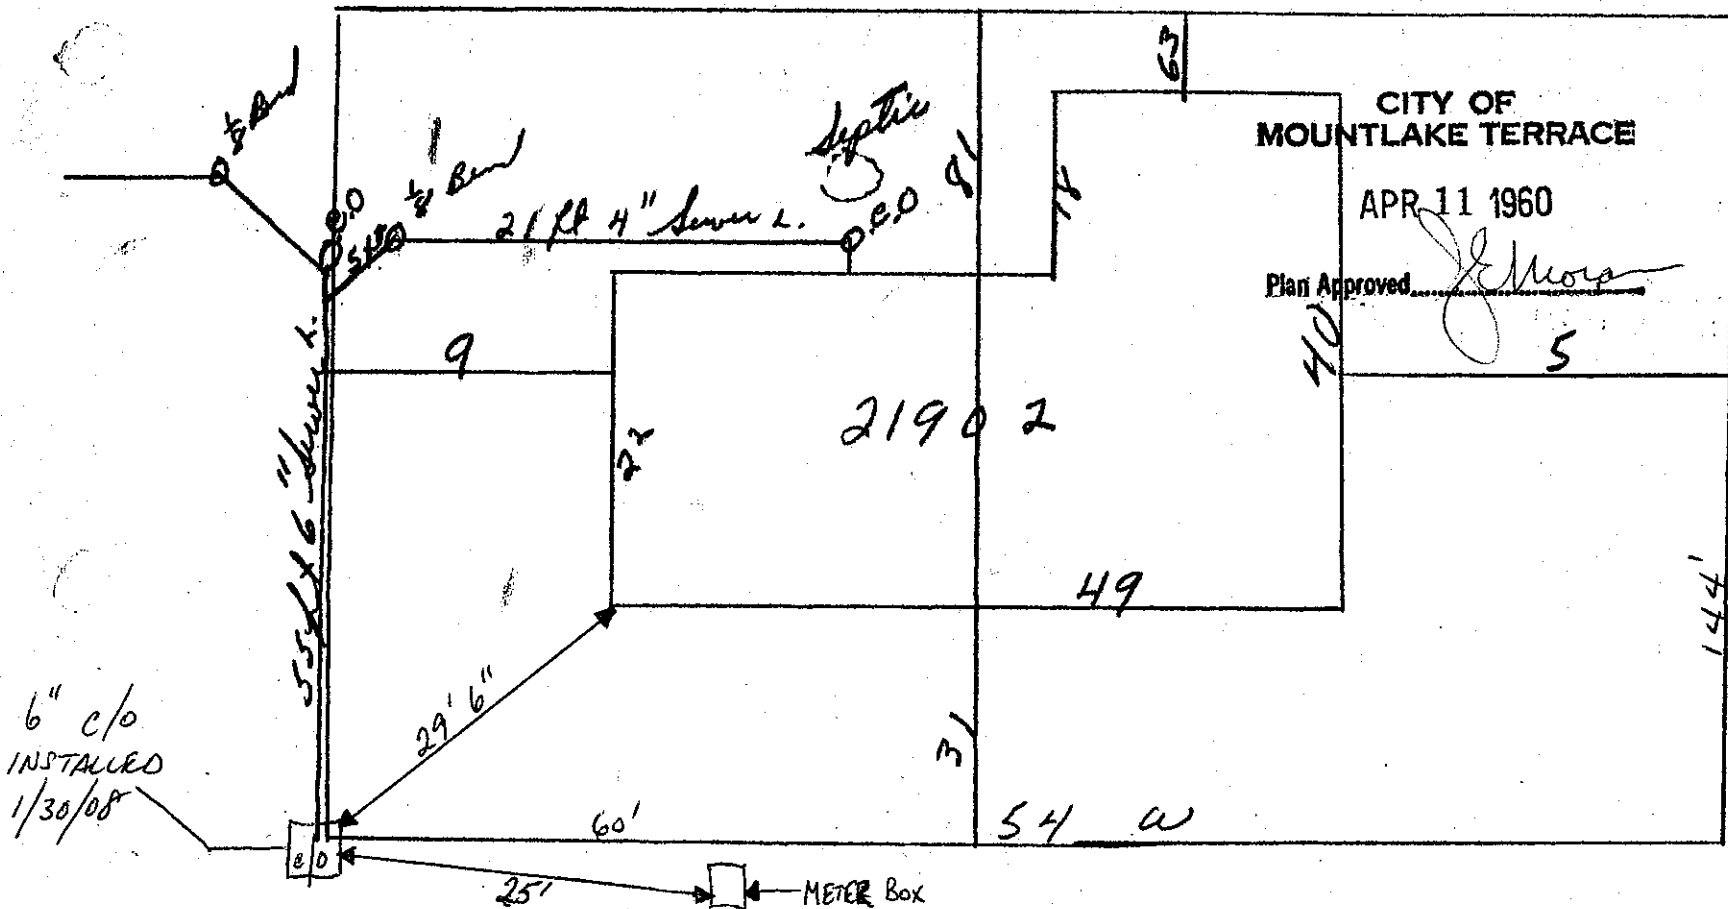 1/8 Bend
C.O
1/8 Bend
5 ft
21 ft 4" Sewer L.
Septic
C.O
81
63
18
CITY OF
MOUNTLAKE TERRACE
APR 11 1960
Plan Approved
9
22
21902
40
5
55 ft 6" Sewer L.
49
144'
29' 6"
31
6" c/o
INSTALLED
1/30/08
60'
54 W
c/o
25'
METER BOX